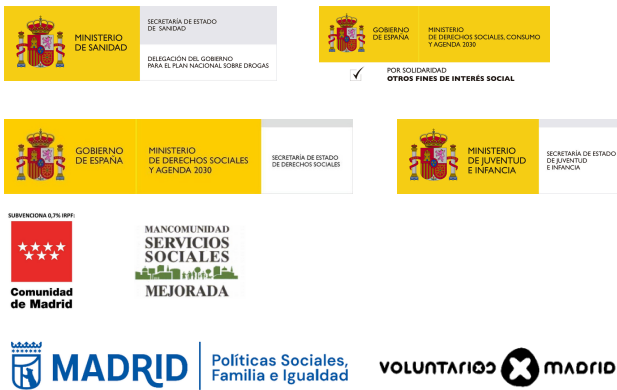 MINISTERIO
DE SANIDAD
SECRETARÍA DE ESTADO
DE SANIDAD
DELEGACIÓN DEL GOBIERNO
PARA EL PLAN NACIONAL SOBRE DROGAS
GOBIERNO
DE ESPAÑA
MINISTERIO
DE DERECHOS SOCIALES, CONSUMO
Y AGENDA 2030
POR SOLIDARIDAD
OTROS FINES DE INTERÉS SOCIAL
GOBIERNO
DE ESPAÑA
MINISTERIO
DE DERECHOS SOCIALES
Y AGENDA 2030
SECRETARÍA DE ESTADO
DE DERECHOS SOCIALES
MINISTERIO
DE JUVENTUD
E INFANCIA
SECRETARÍA DE ESTADO
DE JUVENTUD
E INFANCIA
SUBVENCIONA 0,7% IRPF:
Comunidad
de Madrid
MANCOMUNIDAD
SERVICIOS
SOCIALES
MEJORADA
MADRID
Políticas Sociales,
Familia e Igualdad
VOLUNTARIOS MADRID